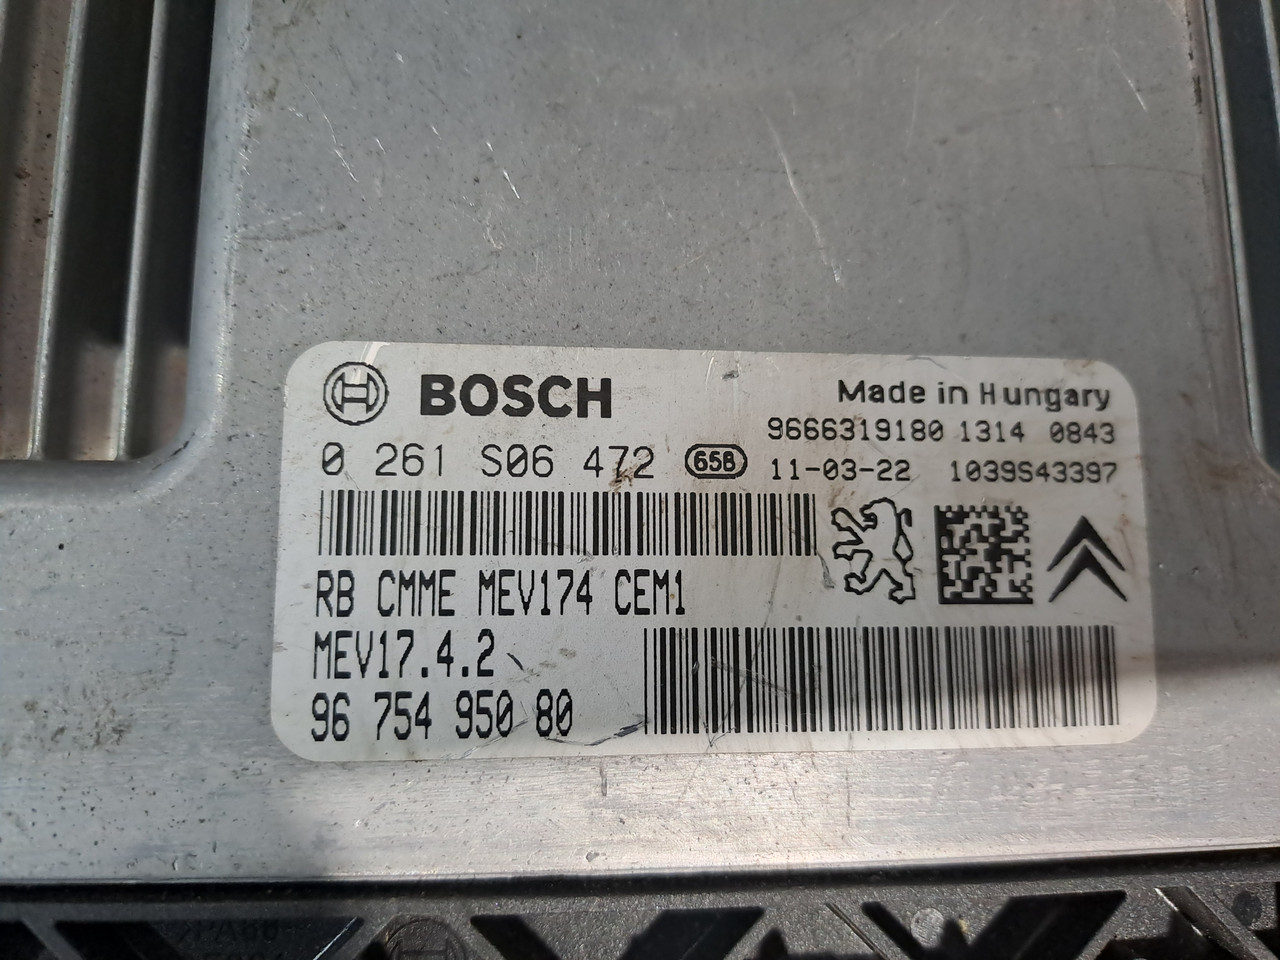 BOSCH
Made in Hungary
9666319180 1314 0843
0 261 S06 472 65B
11-03-22 1039S43397
RB CMME MEV174 CEM1
MEV17.4.2
96 754 950 80